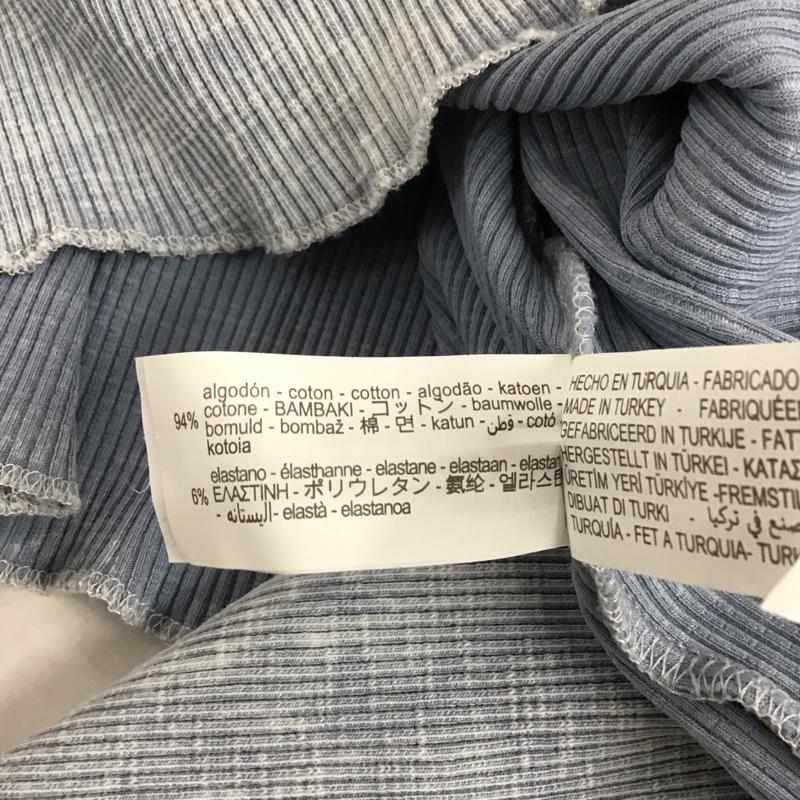 94%
algodón - coton - cotton - algodão - katoen -
cotone - BAMBAKI - コットン - baumwolle -
bomuld - bombaž - 棉 - 면 - katun - قطن - cotó
kotoia
6%
elastano - élasthanne - elastane - elastaan - elastan
ΕΛΑΣΤΙΝΗ - ポリウレタン - 氨纶 - 엘라스탄
- اليستانه - elastà - elastanoa
HECHO EN TURQUIA - FABRICADO
MADE IN TURKEY - FABRIQUÉE
GEFABRICEERD IN TURKIJE - FATT
HERGESTELLT IN TÜRKEI - ΚΑΤΑΣ
ÜRETİM YERİ TÜRKİYE -FREMSTIL
DIBUAT DI TURKI - صنع في تركيا -
TURQUÍA - FET A TURQUIA- TURK